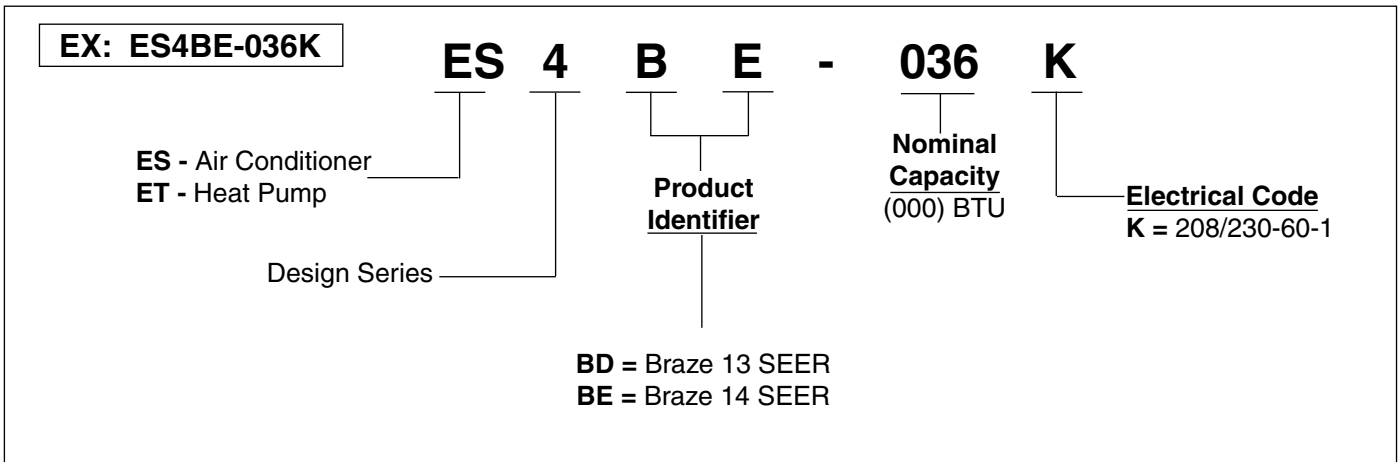 EX: ES4BE-036K
ES 4 B E - 036 K
ES - Air Conditioner
ET - Heat Pump
Design Series
Product
Identifier
BD = Braze 13 SEER
BE = Braze 14 SEER
Nominal
Capacity
(000) BTU
Electrical Code
K = 208/230-60-1